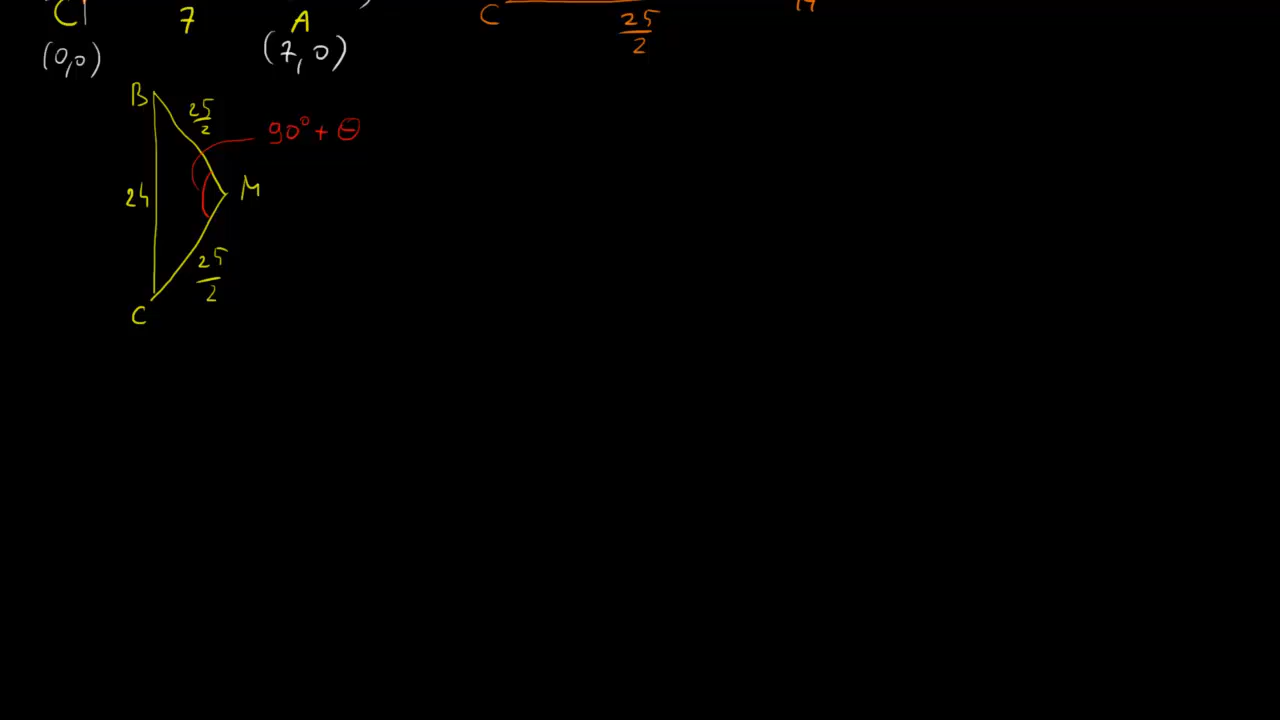 C 7 A C 25/2
(0,0) (7,0)
B 25/2 90° + Θ
24 M
25/2
C